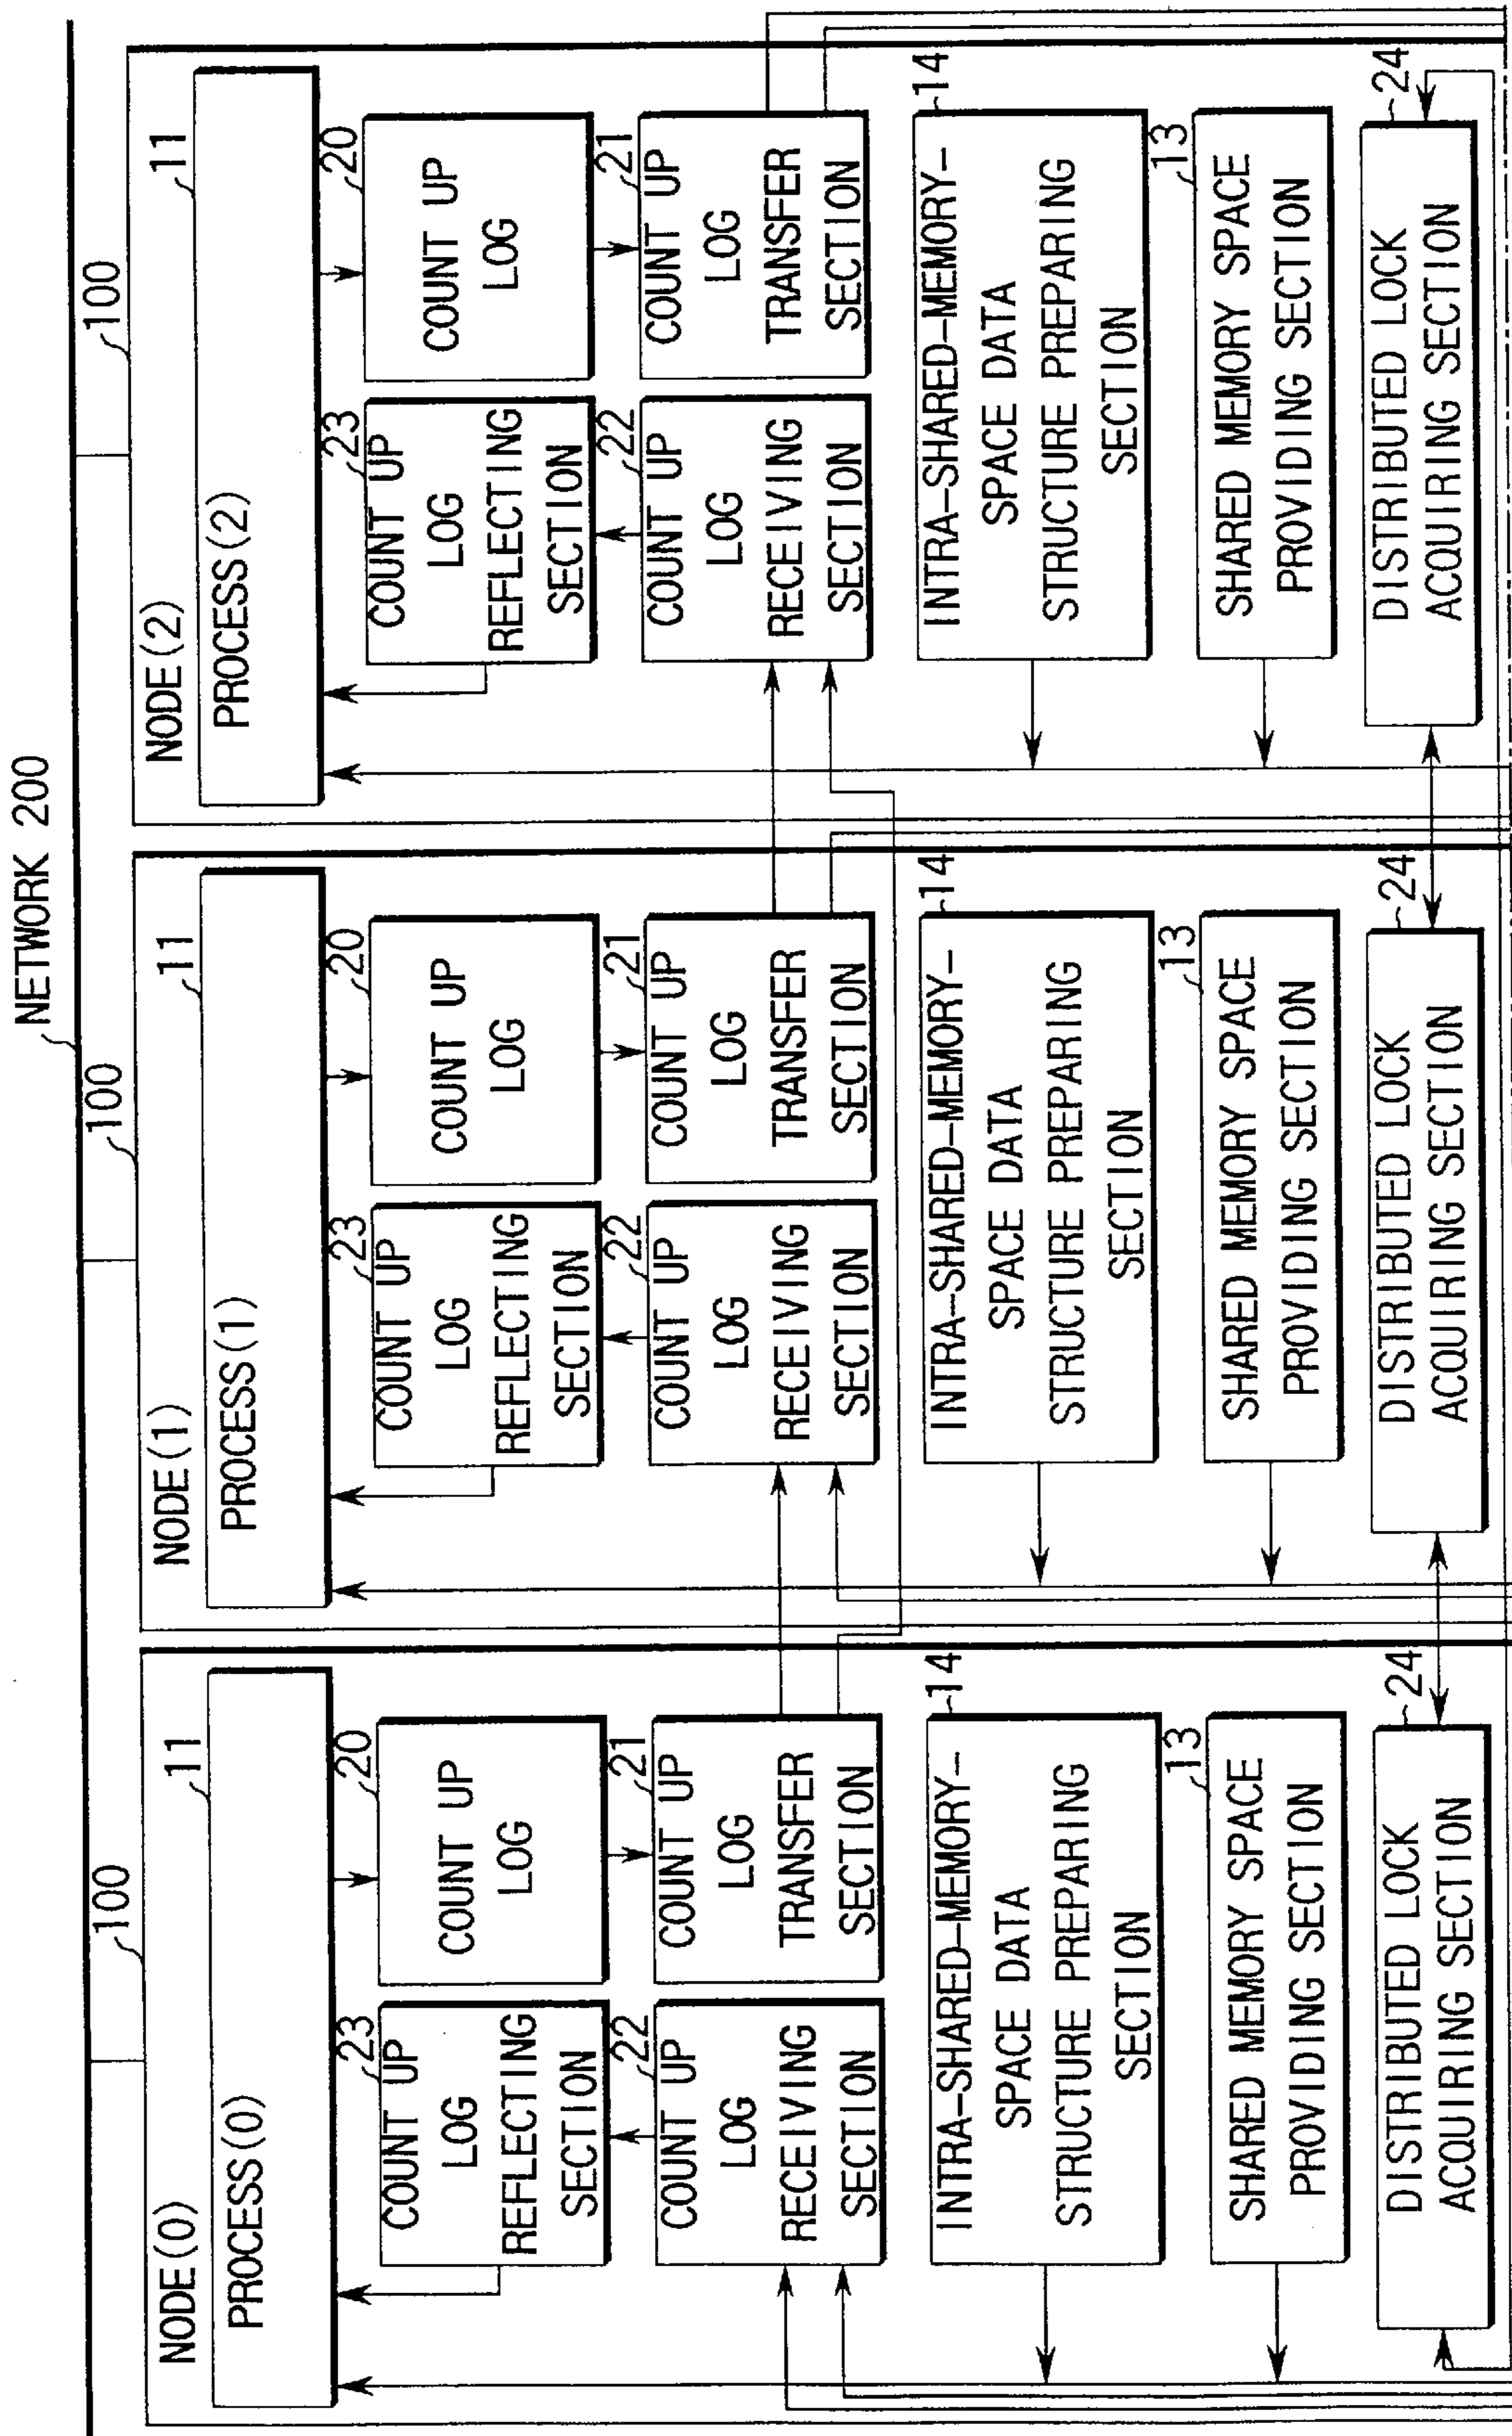 NETWORK 200
100
NODE(0)
11
PROCESS(0)
23
COUNT UP
LOG
REFLECTING
SECTION
20
COUNT UP
LOG
22
COUNT UP
LOG
RECEIVING
SECTION
21
COUNT UP
LOG
TRANSFER
SECTION
14
INTRA-SHARED-MEMORY-
SPACE DATA
STRUCTURE PREPARING
SECTION
13
SHARED MEMORY SPACE
PROVIDING SECTION
24
DISTRIBUTED LOCK
ACQUIRING SECTION
100
NODE(1)
11
PROCESS(1)
23
COUNT UP
LOG
REFLECTING
SECTION
20
COUNT UP
LOG
22
COUNT UP
LOG
RECEIVING
SECTION
21
COUNT UP
LOG
TRANSFER
SECTION
14
INTRA-SHARED-MEMORY-
SPACE DATA
STRUCTURE PREPARING
SECTION
13
SHARED MEMORY SPACE
PROVIDING SECTION
24
DISTRIBUTED LOCK
ACQUIRING SECTION
100
NODE(2)
11
PROCESS(2)
23
COUNT UP
LOG
REFLECTING
SECTION
20
COUNT UP
LOG
22
COUNT UP
LOG
RECEIVING
SECTION
21
COUNT UP
LOG
TRANSFER
SECTION
14
INTRA-SHARED-MEMORY-
SPACE DATA
STRUCTURE PREPARING
SECTION
13
SHARED MEMORY SPACE
PROVIDING SECTION
24
DISTRIBUTED LOCK
ACQUIRING SECTION